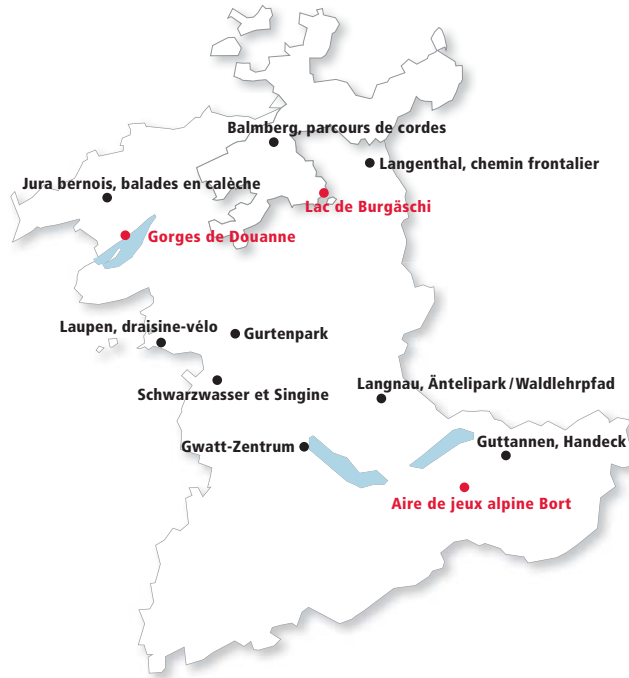 Balmberg, parcours de cordes
Langenthal, chemin frontalier
Jura bernois, balades en calèche
Lac de Burgäschi
Gorges de Douanne
Laupen, draisine-vélo
Gurtenpark
Langnau, Äntelipark/Waldlehrpfad
Schwarzwasser et Singine
Gwatt-Zentrum
Guttannen, Handeck
Aire de jeux alpine Bort